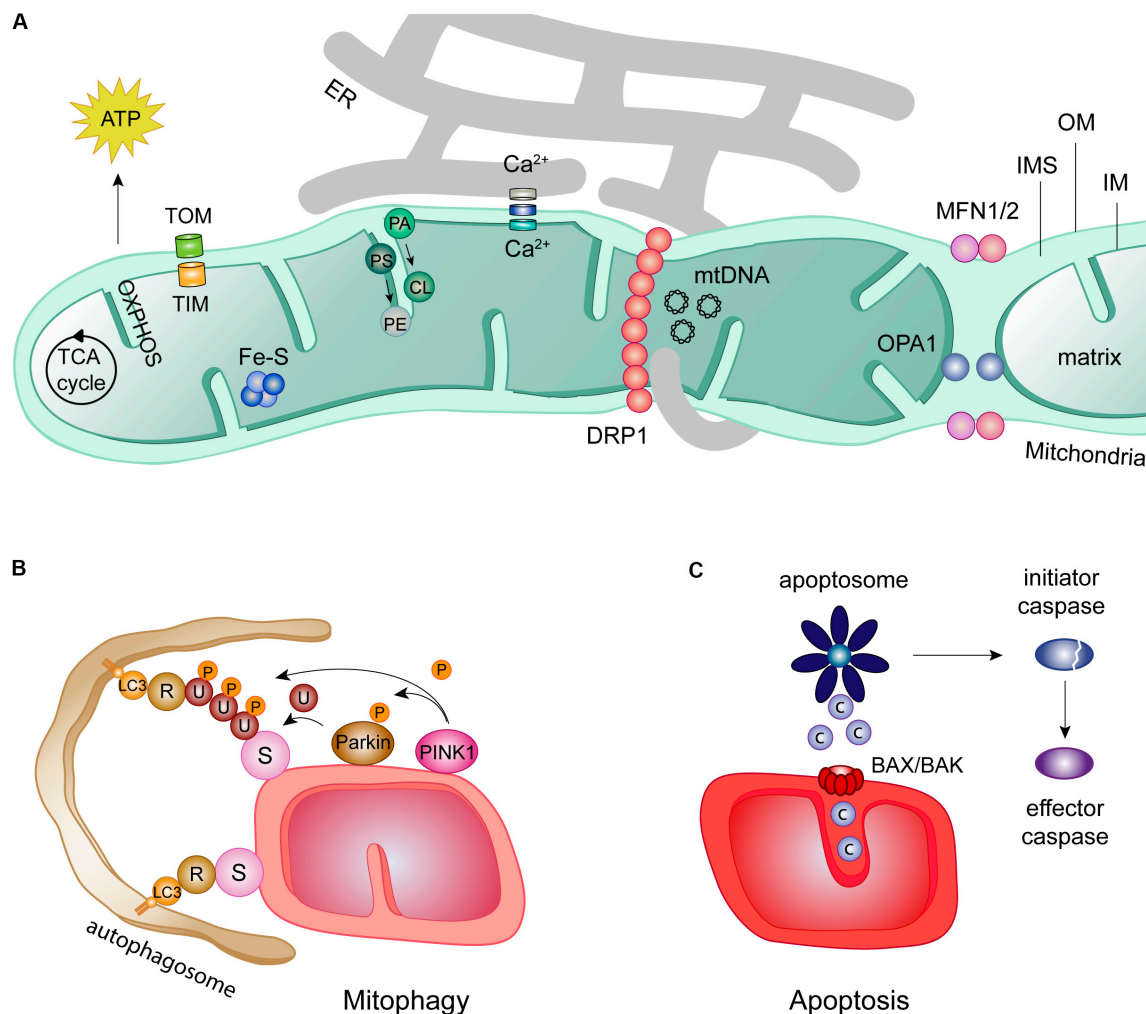 A
ER
ATP
OM
IMS
IM
Ca²⁺
TOM
MFN1/2
PA
Ca²⁺
PS
TIM
OXPHOS
mtDNA
CL
PE
OPA1
Fe-S
TCA
cycle
matrix
DRP1
Mitchondria
B
LC3
R
U
U
U
P
P
P
U
P
P
S
Parkin
PINK1
LC3
R
S
autophagosome
Mitophagy
C
apoptosome
initiator
caspase
C
C
C
BAX/BAK
C
C
effector
caspase
Apoptosis